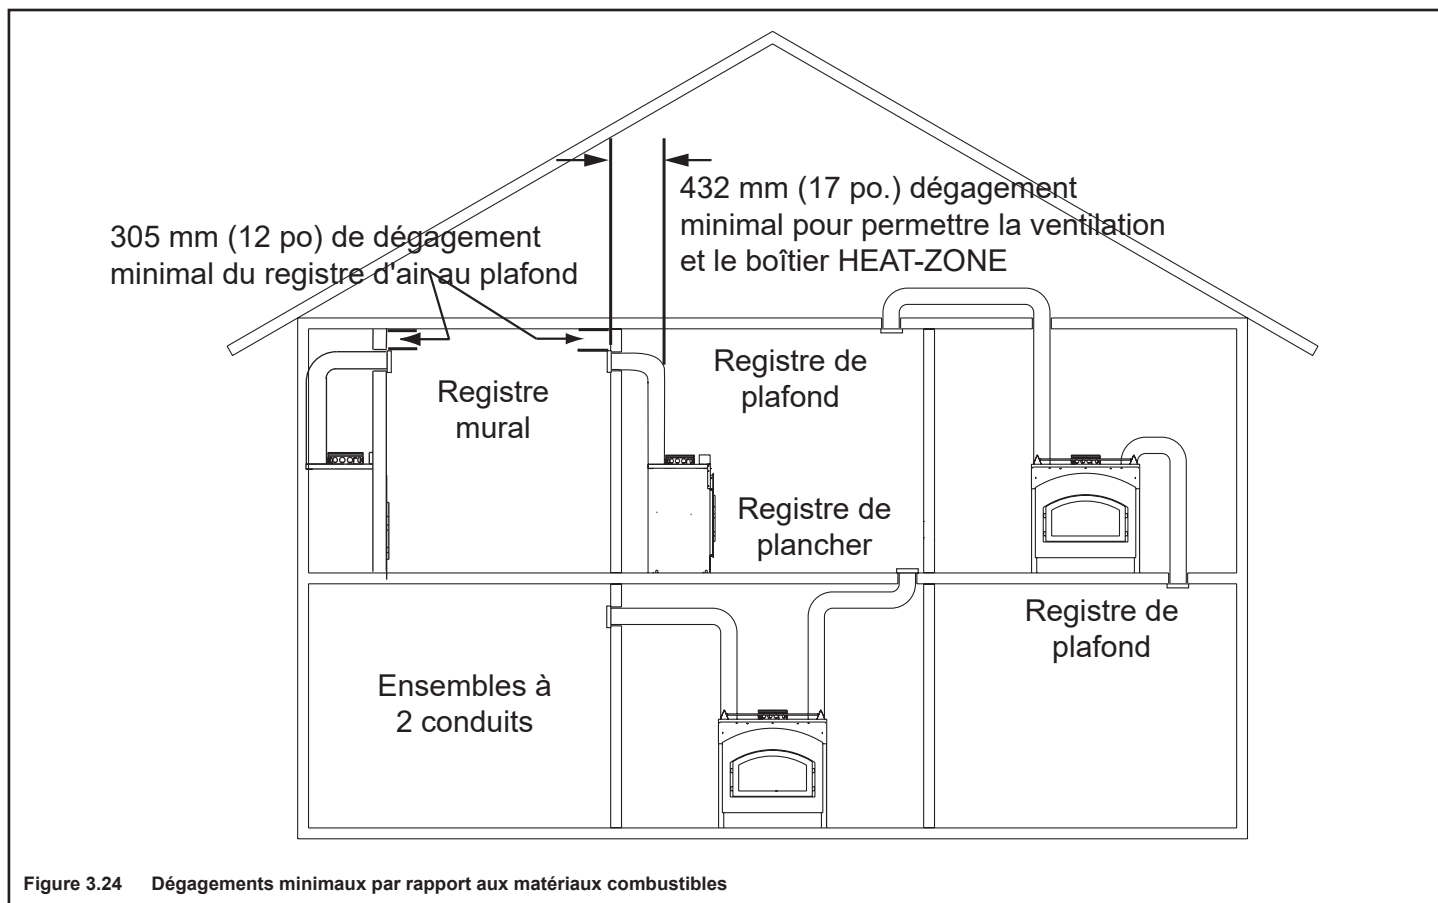 432 mm (17 po.) dégagement
minimal pour permettre la ventilation
et le boîtier HEAT-ZONE
305 mm (12 po) de dégagement
minimal du registre d'air au plafond
Registre
mural
Registre de
plafond
Registre de
plancher
Registre de
plafond
Ensembles à
2 conduits
Figure 3.24 Dégagements minimaux par rapport aux matériaux combustibles